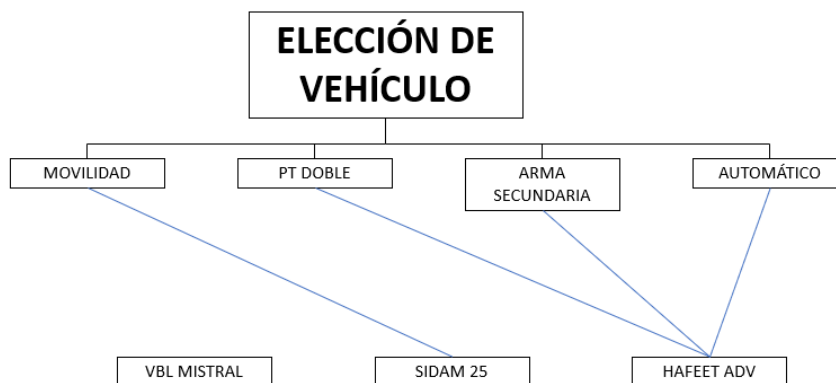 ELECCIÓN DE
VEHÍCULO
MOVILIDAD
PT DOBLE
ARMA
SECUNDARIA
AUTOMÁTICO
VBL MISTRAL
SIDAM 25
HAFEET ADV